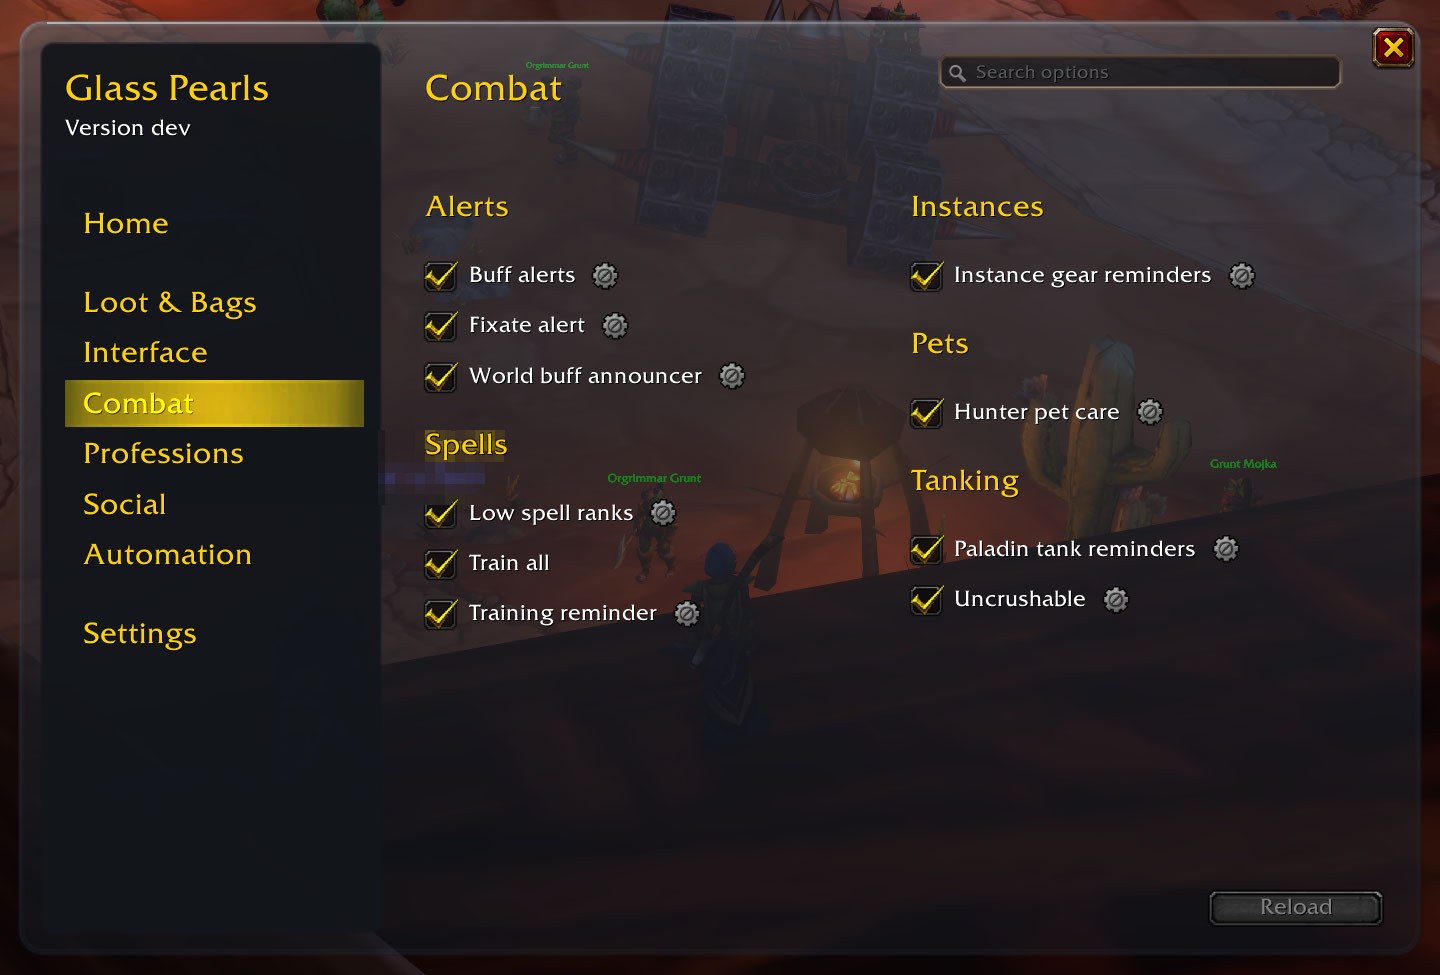 Glass Pearls
Version dev
Home
Loot & Bags
Interface
Combat
Professions
Social
Automation
Settings
Orgrimmar Grunt
Combat
Search options
Alerts
Buff alerts
Fixate alert
World buff announcer
Spells
Orgrimmar Grunt
Low spell ranks
Train all
Training reminder
Instances
Instance gear reminders
Pets
Hunter pet care
Grunt Mojka
Tanking
Paladin tank reminders
Uncrushable
Reload